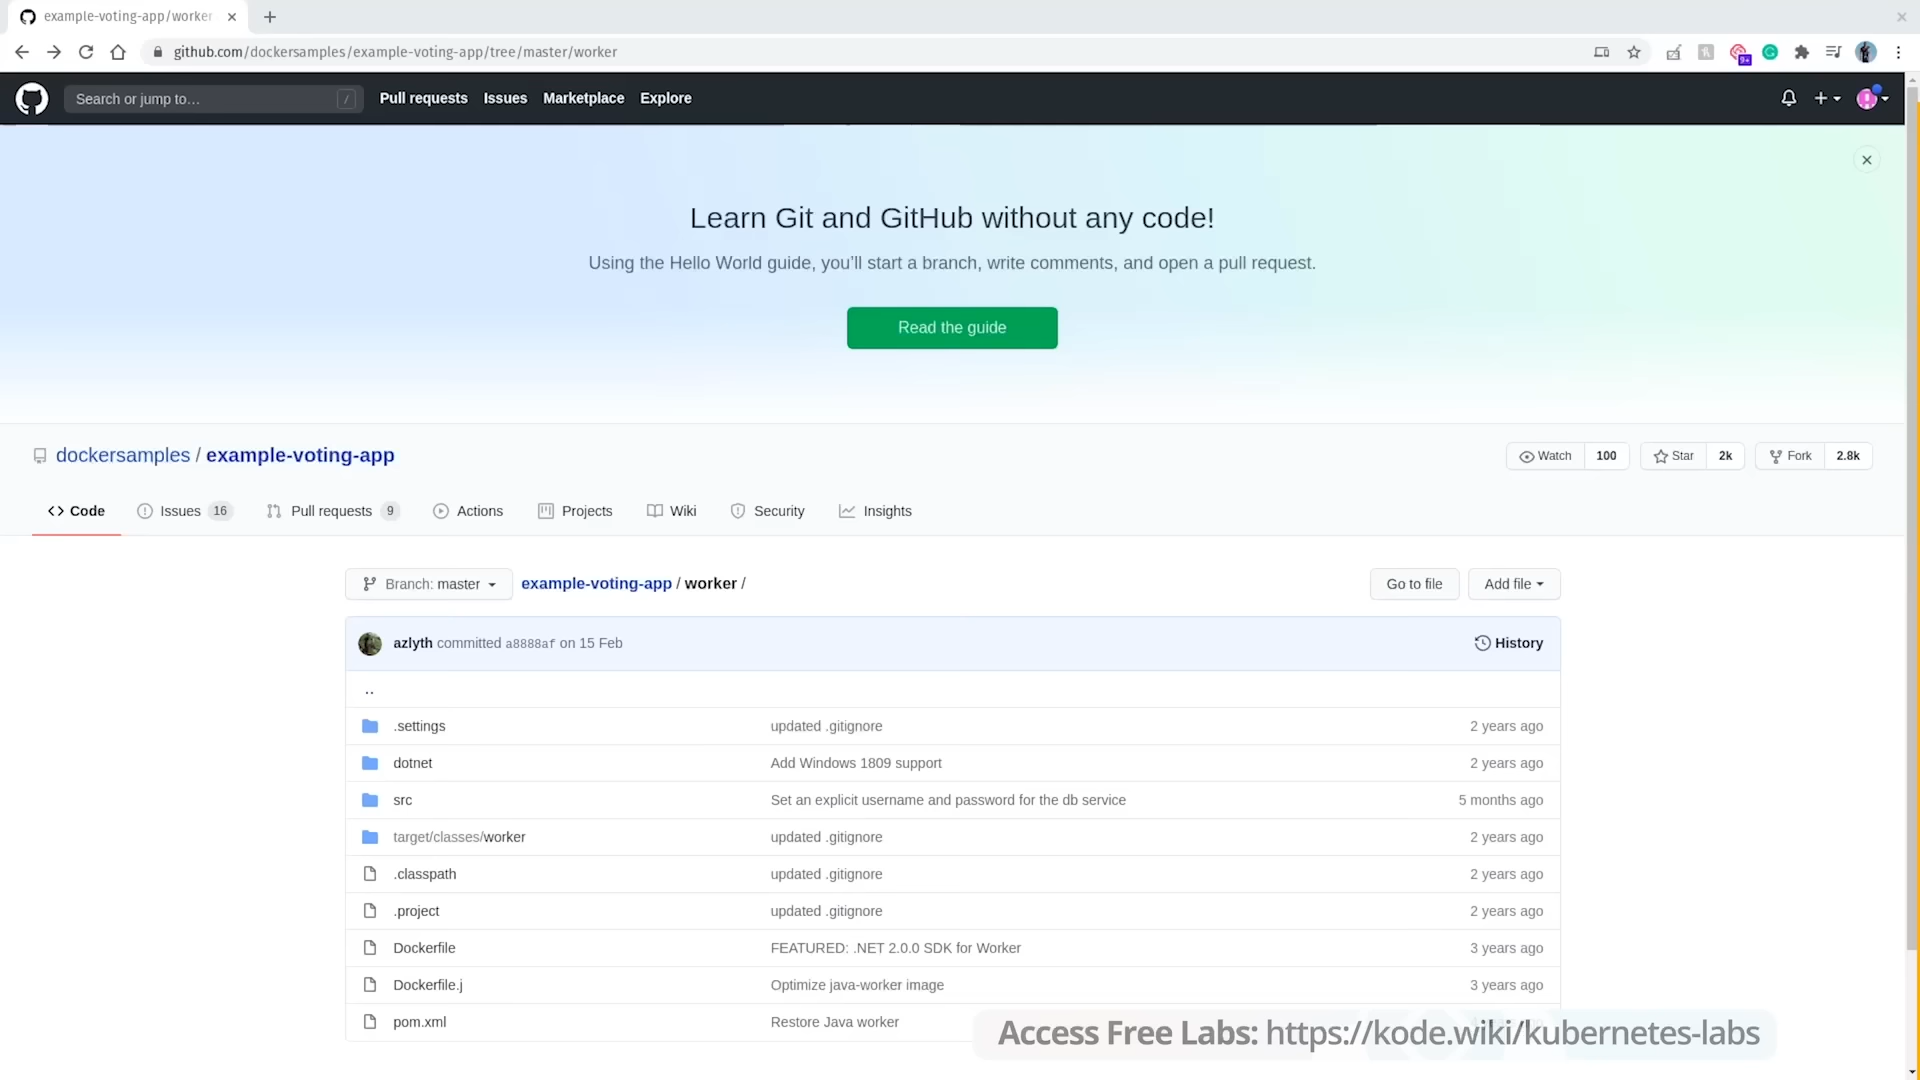 example-voting-app/worker
github.com/dockersamples/example-voting-app/tree/master/worker
9+
Search or jump to…
/
Pull requests
Issues
Marketplace
Explore
Learn Git and GitHub without any code!
Using the Hello World guide, you’ll start a branch, write comments, and open a pull request.
Read the guide
dockersamples / example-voting-app
Watch 100
Star 2k
Fork 2.8k
Code
Issues 16
Pull requests 9
Actions
Projects
Wiki
Security
Insights
Branch: master
example-voting-app / worker /
Go to file
Add file
azlyth committed a8888af on 15 Feb
History
..
.settings updated .gitignore 2 years ago
dotnet Add Windows 1809 support 2 years ago
src Set an explicit username and password for the db service 5 months ago
target/classes/worker updated .gitignore 2 years ago
.classpath updated .gitignore 2 years ago
.project updated .gitignore 2 years ago
Dockerfile FEATURED: .NET 2.0.0 SDK for Worker 3 years ago
Dockerfile.j Optimize java-worker image 3 years ago
pom.xml Restore Java worker
Access Free Labs: https://kode.wiki/kubernetes-labs